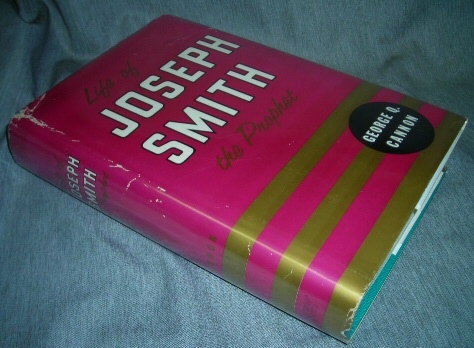 Life of
JOSEPH
SMITH
the Prophet
GEORGE Q.
CANNON
JOSEPH
SMITH